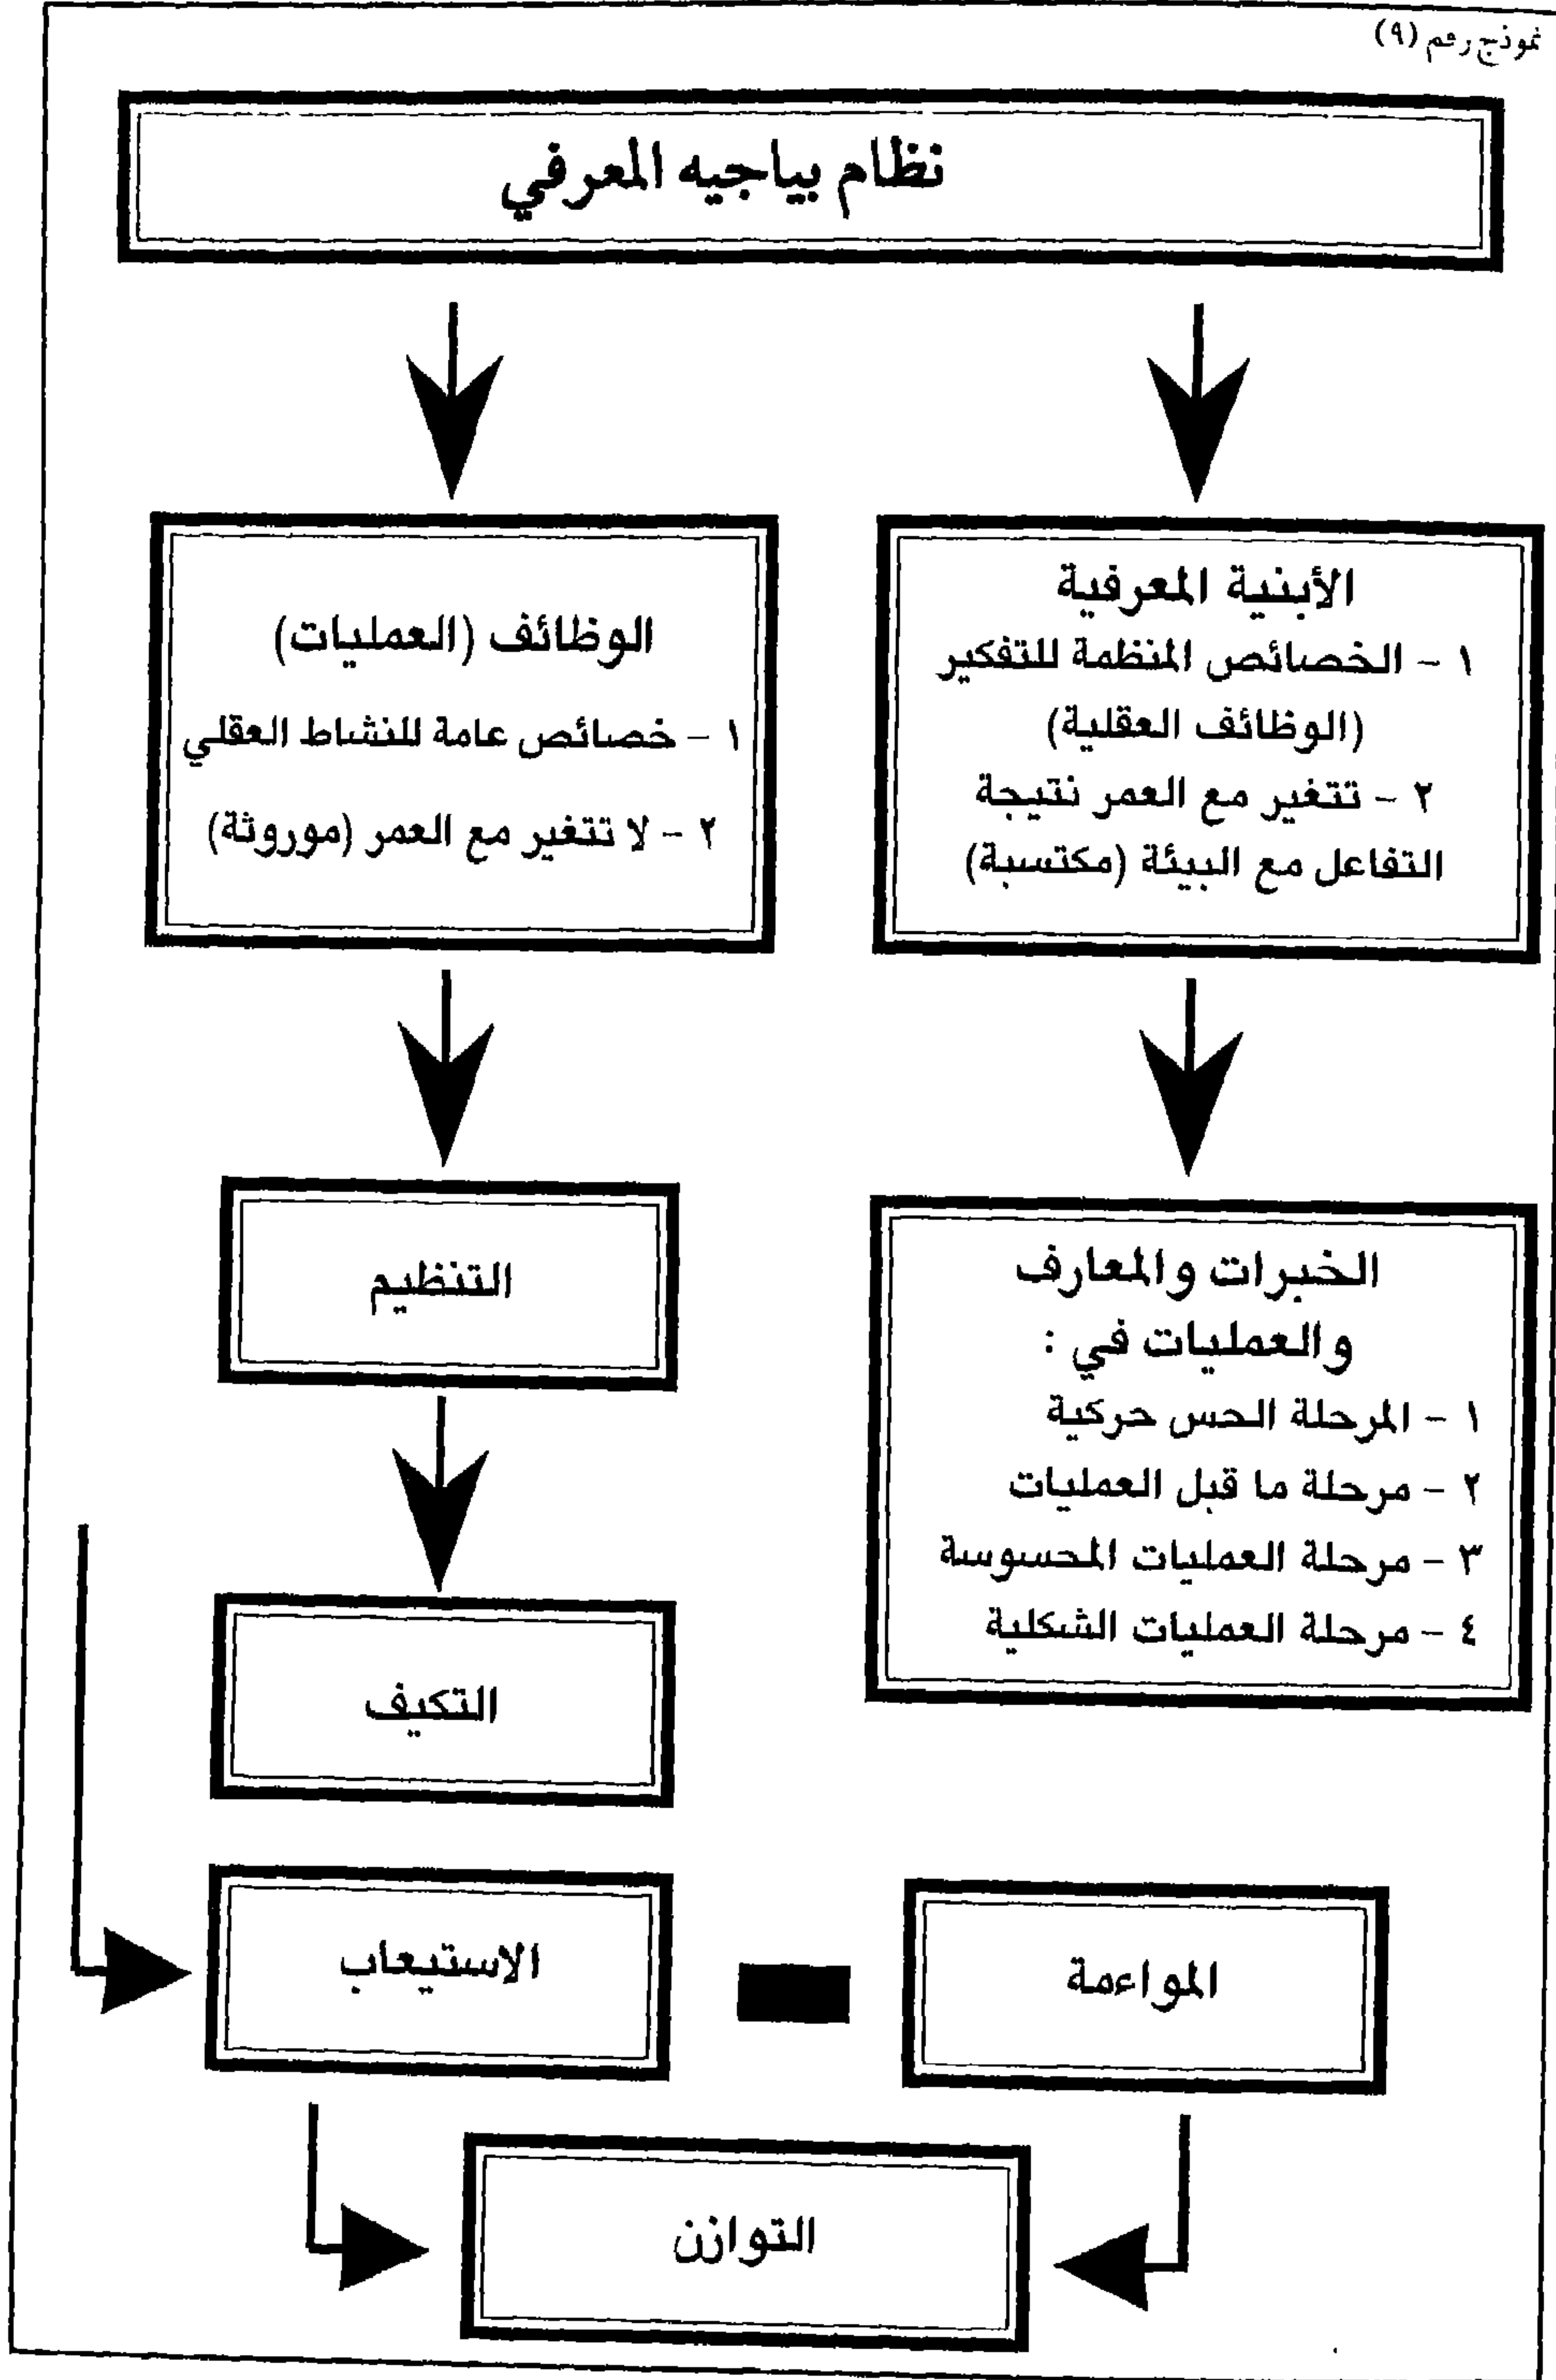 نموذج رقم (٩)
نظام بياجيه المعرفي
الأبنية المعرفية
١ - الخصائص المنظمة للتفكير
(الوظائف العقلية)
٢ - تتغير مع العمر نتيجة
التفاعل مع البيئة (مكتسبة)
الوظائف (العمليات)
١ - خصائص عامة للنشاط العقلي
٢ - لا تتغير مع العمر (موروثة)
الخبرات والمعارف
والعمليات في :
١ - المرحلة الحس حركية
٢ - مرحلة ما قبل العمليات
٣ - مرحلة العمليات المحسوسة
٤ - مرحلة العمليات الشكلية
التنظيم
التكيف
المواءمة
الاستيعاب
التوازن